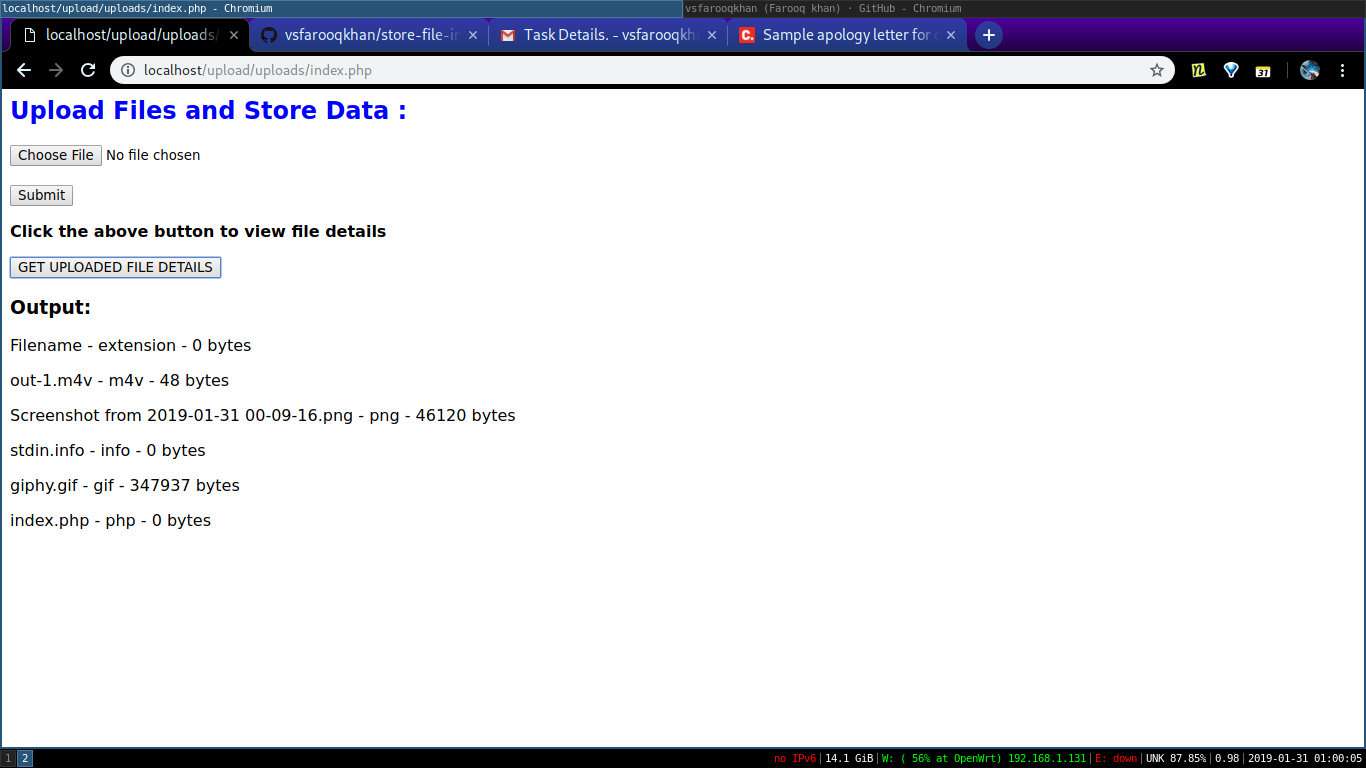 localhost/upload/uploads/index.php - Chromium
vsfarooqkhan (Farooq khan) · GitHub - Chromium
localhost/upload/uploads/
vsfarooqkhan/store-file-in
Task Details. - vsfarooqkh
Sample apology letter for
localhost/upload/uploads/index.php
31
Upload Files and Store Data :
Choose File No file chosen
Submit
Click the above button to view file details
GET UPLOADED FILE DETAILS
Output:
Filename - extension - 0 bytes
out-1.m4v - m4v - 48 bytes
Screenshot from 2019-01-31 00-09-16.png - png - 46120 bytes
stdin.info - info - 0 bytes
giphy.gif - gif - 347937 bytes
index.php - php - 0 bytes
1 2
no IPv6|14.1 GiB|W: ( 56% at OpenWrt) 192.168.1.131|E: down|UNK 87.85%|0.98|2019-01-31 01:00:05